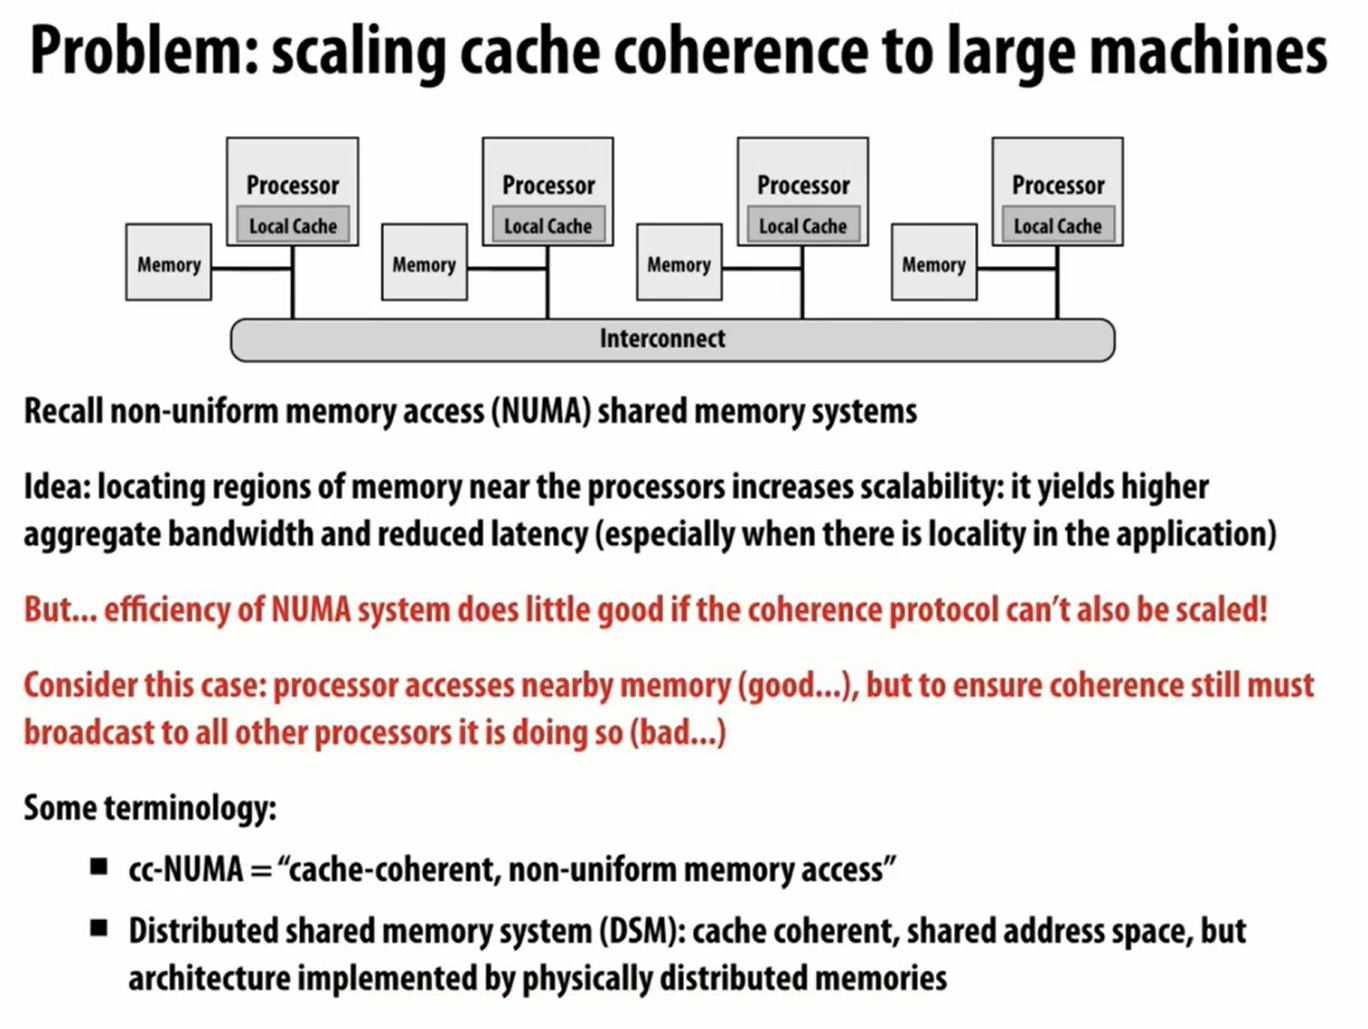 Problem: scaling cache coherence to large machines
Processor
Local Cache
Memory
Processor
Local Cache
Memory
Processor
Local Cache
Memory
Processor
Local Cache
Memory
Interconnect
Recall non-uniform memory access (NUMA) shared memory systems
Idea: locating regions of memory near the processors increases scalability: it yields higher
aggregate bandwidth and reduced latency (especially when there is locality in the application)
But... efficiency of NUMA system does little good if the coherence protocol can’t also be scaled!
Consider this case: processor accesses nearby memory (good...), but to ensure coherence still must
broadcast to all other processors it is doing so (bad...)
Some terminology:
■ cc-NUMA = “cache-coherent, non-uniform memory access”
■ Distributed shared memory system (DSM): cache coherent, shared address space, but
architecture implemented by physically distributed memories